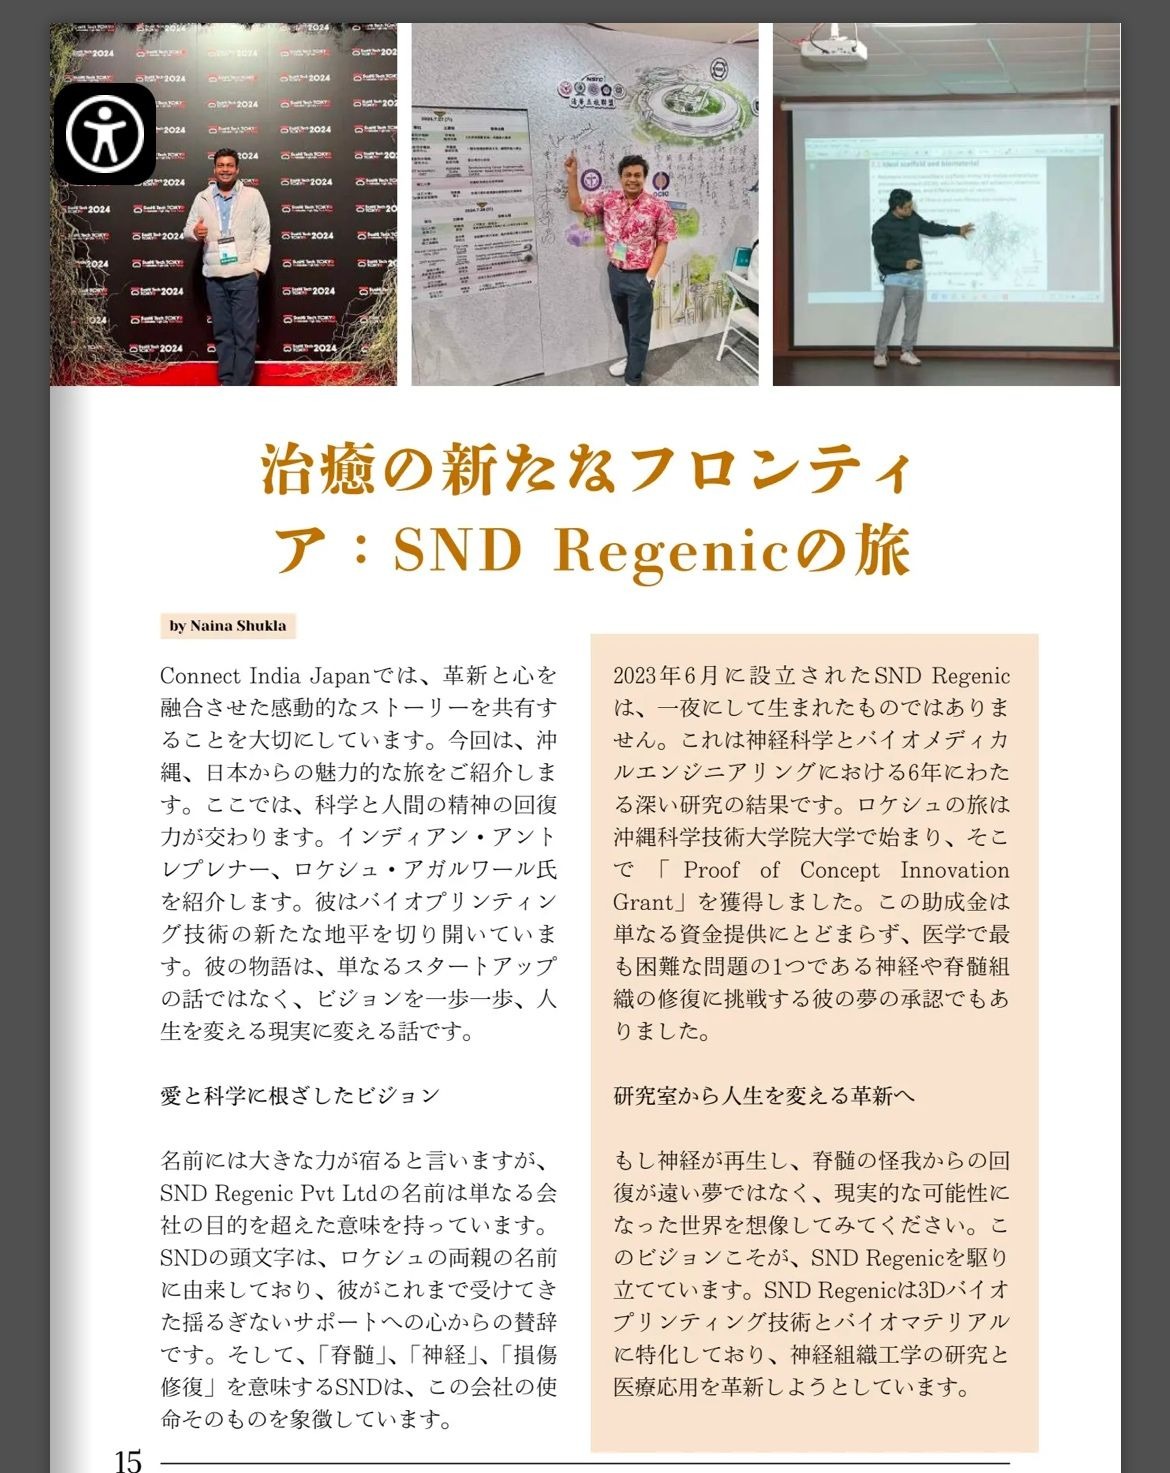 SusHi Tech TOKYO 2024
NSTC
2.1 Ideal scaffold and biomaterial
治癒の新たなフロンティ
ア：SND Regenicの旅
by Naina Shukla
Connect India Japanでは、革新と心を
融合させた感動的なストーリーを共有す
ることを大切にしています。今回は、沖
縄、日本からの魅力的な旅をご紹介しま
す。ここでは、科学と人間の精神の回復
力が交わります。インディアン・アント
レプレナー、ロケシュ・アガルワール氏
を紹介します。彼はバイオプリンティン
グ技術の新たな地平を切り開いていま
す。彼の物語は、単なるスタートアップ
の話ではなく、ビジョンを一歩一歩、人
生を変える現実に変える話です。
愛と科学に根ざしたビジョン
名前には大きな力が宿ると言いますが、
SND Regenic Pvt Ltdの名前は単なる会
社の目的を超えた意味を持っています。
SNDの頭文字は、ロケシュの両親の名前
に由来しており、彼がこれまで受けてき
た揺るぎないサポートへの心からの賛辞
です。そして、「脊髄」、「神経」、「損傷
修復」を意味するSNDは、この会社の使
命そのものを象徴しています。
2023年6月に設立されたSND Regenic
は、一夜にして生まれたものではありま
せん。これは神経科学とバイオメディカ
ルエンジニアリングにおける6年にわた
る深い研究の結果です。ロケシュの旅は
沖縄科学技術大学院大学で始まり、そこ
で「Proof of Concept Innovation
Grant」を獲得しました。この助成金は
単なる資金提供にとどまらず、医学で最
も困難な問題の1つである神経や脊髄組
織の修復に挑戦する彼の夢の承認でもあ
りました。
研究室から人生を変える革新へ
もし神経が再生し、脊髄の怪我からの回
復が遠い夢ではなく、現実的な可能性に
なった世界を想像してみてください。こ
のビジョンこそが、SND Regenicを駆り
立てています。SND Regenicは3Dバイオ
プリンティング技術とバイオマテリアル
に特化しており、神経組織工学の研究と
医療応用を革新しようとしています。
15